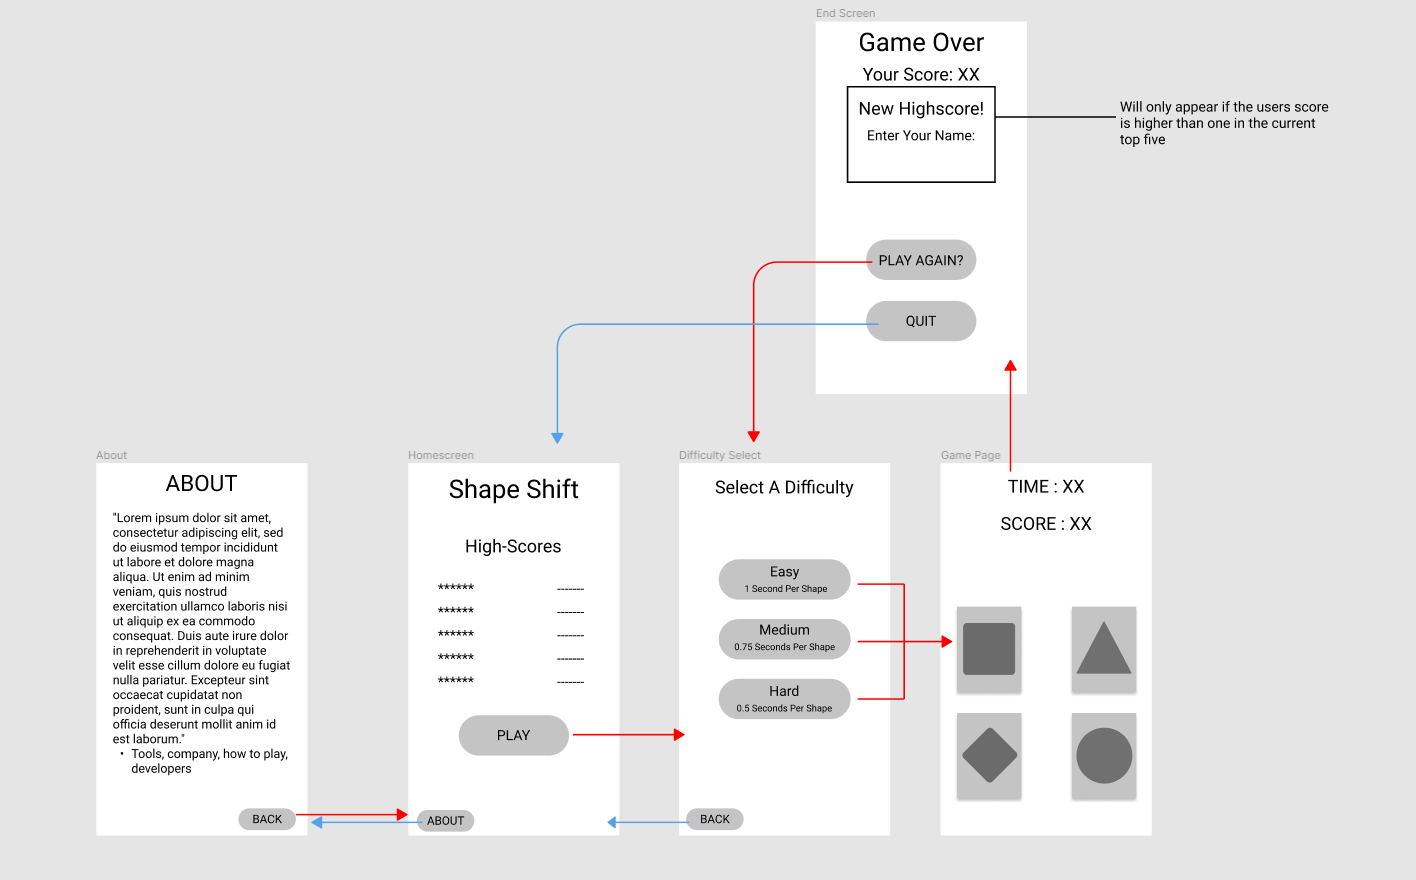 End Screen
Game Over
Your Score: XX
New Highscore!
Enter Your Name:
Will only appear if the users score
is higher than one in the current
top five
PLAY AGAIN?
QUIT
About
ABOUT
"Lorem ipsum dolor sit amet,
consectetur adipiscing elit, sed
do eiusmod tempor incididunt
ut labore et dolore magna
aliqua. Ut enim ad minim
veniam, quis nostrud
exercitation ullamco laboris nisi
ut aliquip ex ea commodo
consequat. Duis aute irure dolor
in reprehenderit in voluptate
velit esse cillum dolore eu fugiat
nulla pariatur. Excepteur sint
occaecat cupidatat non
proident, sunt in culpa qui
officia deserunt mollit anim id
est laborum."
• Tools, company, how to play,
developers
BACK
Homescreen
Shape Shift
High-Scores
****** -------
****** -------
****** -------
****** -------
****** -------
PLAY
ABOUT
Difficulty Select
Select A Difficulty
Easy
1 Second Per Shape
Medium
0.75 Seconds Per Shape
Hard
0.5 Seconds Per Shape
BACK
Game Page
TIME : XX
SCORE : XX